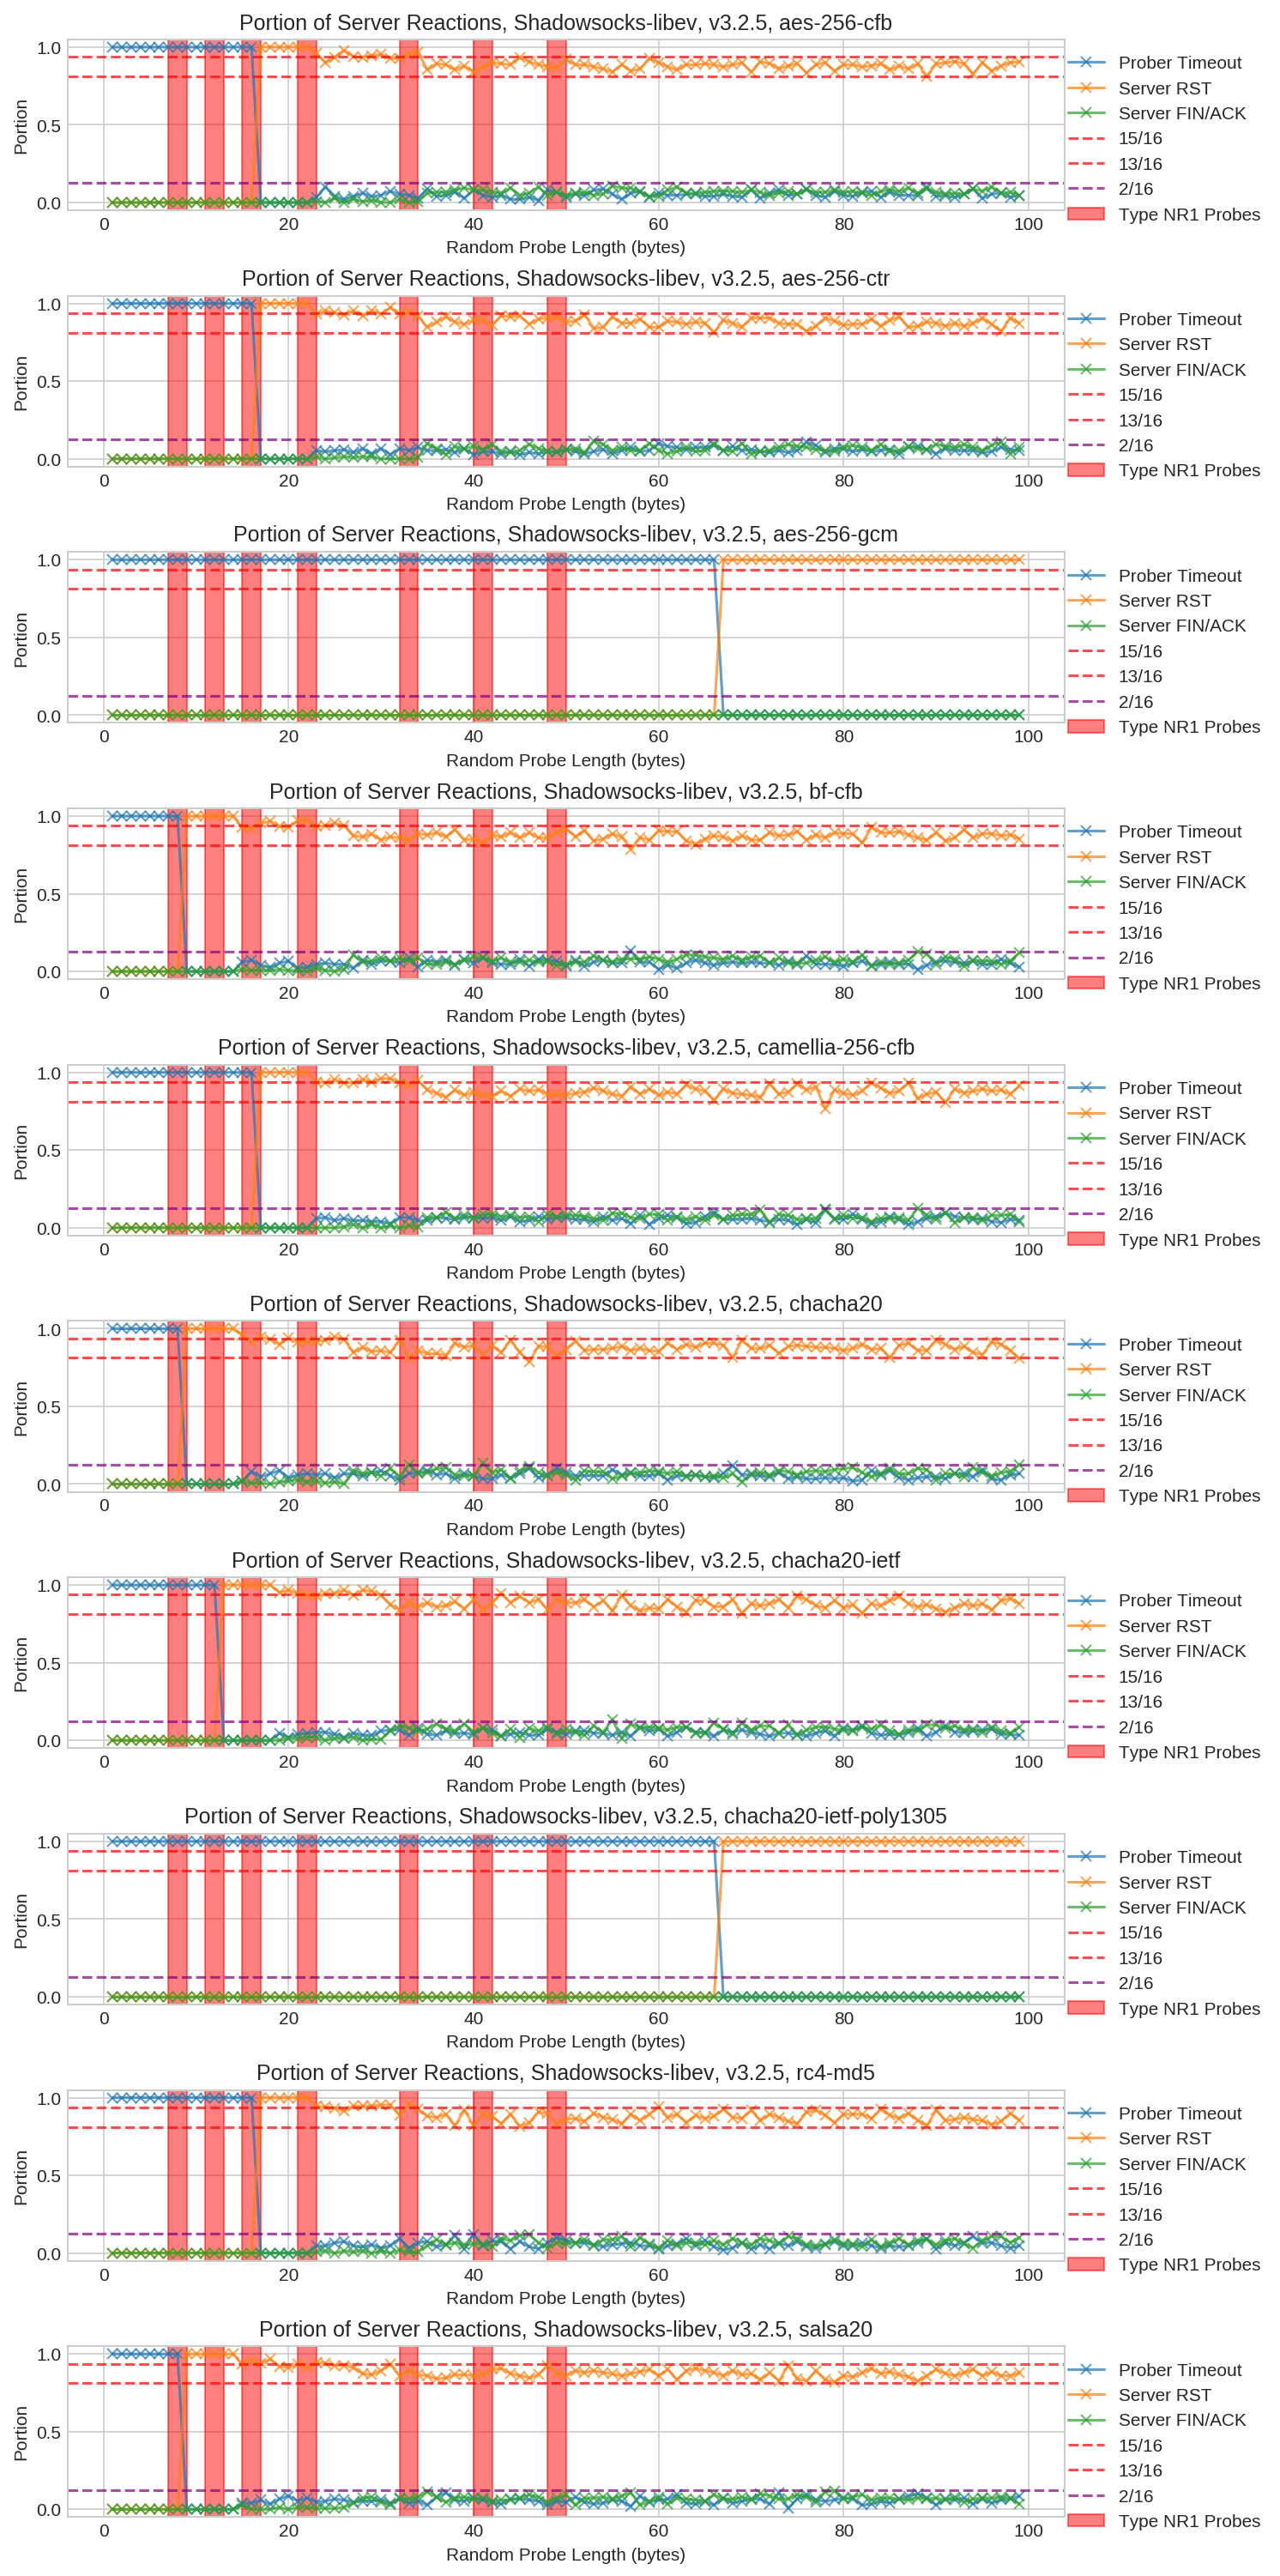 Portion of Server Reactions, Shadowsocks-libev, v3.2.5, aes-256-cfb
1.0
0.5
0.0
Portion
0 20 40 60 80 100
Random Probe Length (bytes)
Prober Timeout
Server RST
Server FIN/ACK
15/16
13/16
2/16
Type NR1 Probes
Portion of Server Reactions, Shadowsocks-libev, v3.2.5, aes-256-ctr
1.0
0.5
0.0
Portion
0 20 40 60 80 100
Random Probe Length (bytes)
Prober Timeout
Server RST
Server FIN/ACK
15/16
13/16
2/16
Type NR1 Probes
Portion of Server Reactions, Shadowsocks-libev, v3.2.5, aes-256-gcm
1.0
0.5
0.0
Portion
0 20 40 60 80 100
Random Probe Length (bytes)
Prober Timeout
Server RST
Server FIN/ACK
15/16
13/16
2/16
Type NR1 Probes
Portion of Server Reactions, Shadowsocks-libev, v3.2.5, bf-cfb
1.0
0.5
0.0
Portion
0 20 40 60 80 100
Random Probe Length (bytes)
Prober Timeout
Server RST
Server FIN/ACK
15/16
13/16
2/16
Type NR1 Probes
Portion of Server Reactions, Shadowsocks-libev, v3.2.5, camellia-256-cfb
1.0
0.5
0.0
Portion
0 20 40 60 80 100
Random Probe Length (bytes)
Prober Timeout
Server RST
Server FIN/ACK
15/16
13/16
2/16
Type NR1 Probes
Portion of Server Reactions, Shadowsocks-libev, v3.2.5, chacha20
1.0
0.5
0.0
Portion
0 20 40 60 80 100
Random Probe Length (bytes)
Prober Timeout
Server RST
Server FIN/ACK
15/16
13/16
2/16
Type NR1 Probes
Portion of Server Reactions, Shadowsocks-libev, v3.2.5, chacha20-ietf
1.0
0.5
0.0
Portion
0 20 40 60 80 100
Random Probe Length (bytes)
Prober Timeout
Server RST
Server FIN/ACK
15/16
13/16
2/16
Type NR1 Probes
Portion of Server Reactions, Shadowsocks-libev, v3.2.5, chacha20-ietf-poly1305
1.0
0.5
0.0
Portion
0 20 40 60 80 100
Random Probe Length (bytes)
Prober Timeout
Server RST
Server FIN/ACK
15/16
13/16
2/16
Type NR1 Probes
Portion of Server Reactions, Shadowsocks-libev, v3.2.5, rc4-md5
1.0
0.5
0.0
Portion
0 20 40 60 80 100
Random Probe Length (bytes)
Prober Timeout
Server RST
Server FIN/ACK
15/16
13/16
2/16
Type NR1 Probes
Portion of Server Reactions, Shadowsocks-libev, v3.2.5, salsa20
1.0
0.5
0.0
Portion
0 20 40 60 80 100
Random Probe Length (bytes)
Prober Timeout
Server RST
Server FIN/ACK
15/16
13/16
2/16
Type NR1 Probes